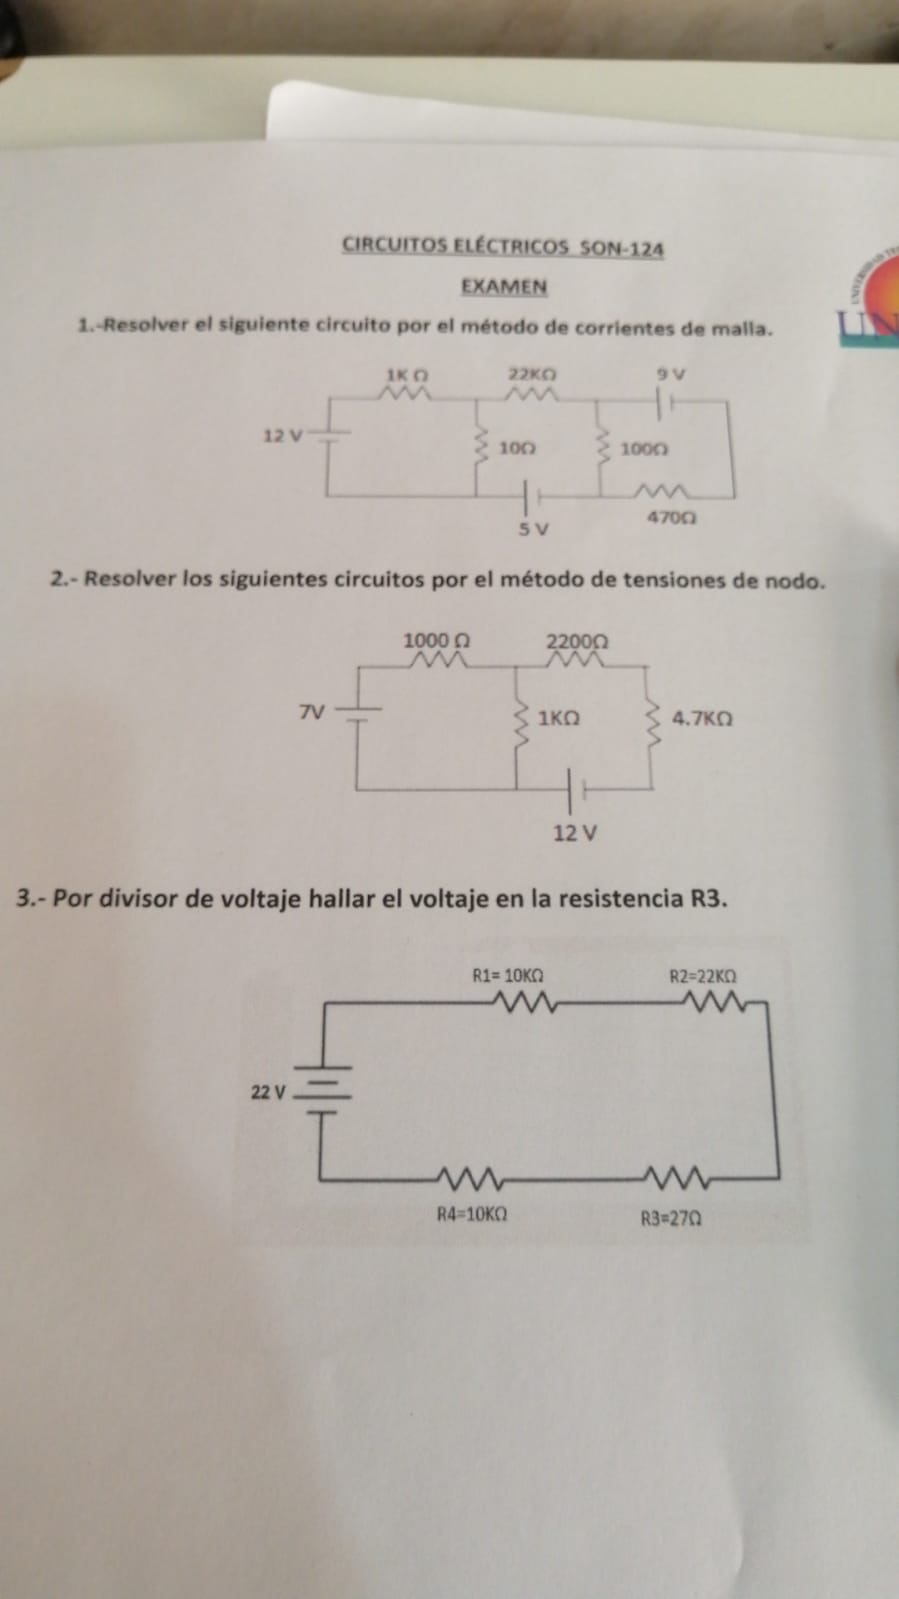 CIRCUITOS ELÉCTRICOS SON-124
EXAMEN
1.-Resolver el siguiente circuito por el método de corrientes de malla.
UN
1K Ω
22KΩ
9 V
12 V
10Ω
100Ω
5 V
470Ω
2.- Resolver los siguientes circuitos por el método de tensiones de nodo.
1000 Ω
2200Ω
7V
1KΩ
4.7KΩ
12 V
3.- Por divisor de voltaje hallar el voltaje en la resistencia R3.
R1= 10KΩ
R2=22KΩ
22 V
R4=10KΩ
R3=27Ω